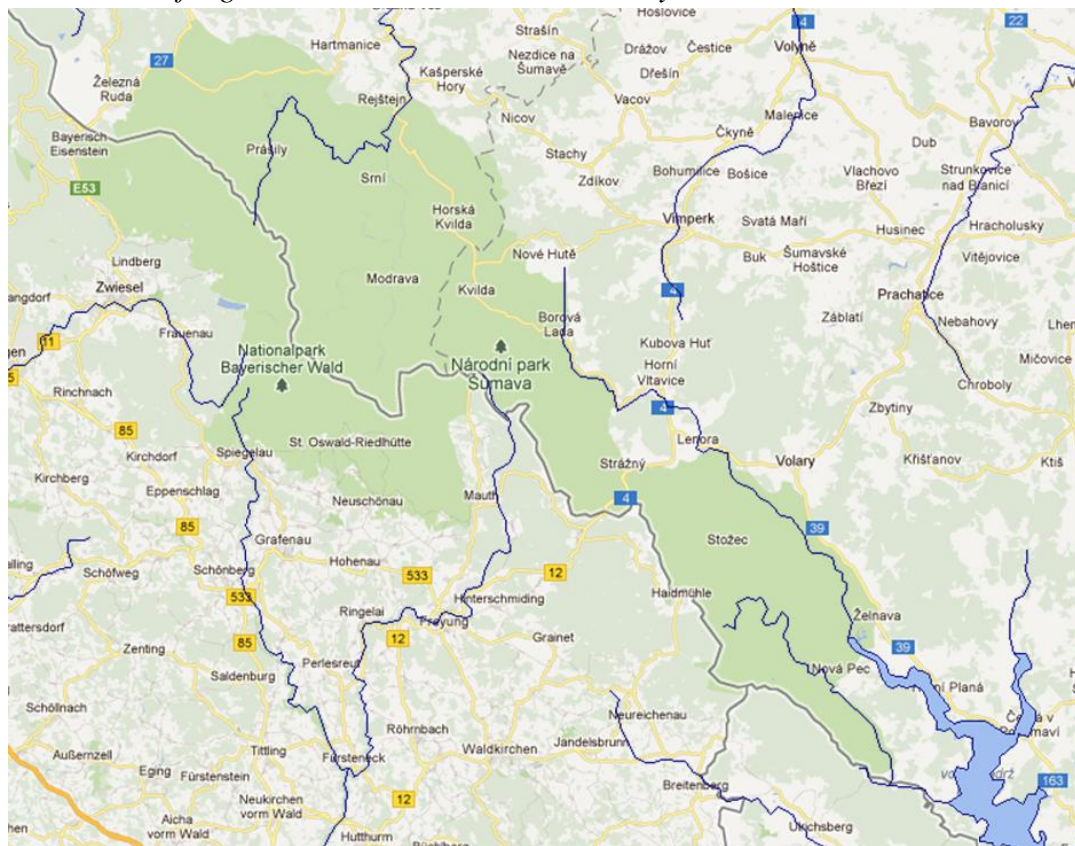 4
22
Strašín
Hoslovice
Hartmanice
27
Nezdice na
Šumavě
Drážov
Čestice
Volyně
Železná
Ruda
Kašperské
Hory
Dřešín
Rejštejn
Vacov
Malenice
Bavorov
Nicov
Čkyně
Dub
Bayerisch
Eisenstein
Prášily
Stachy
Srní
Zdíkov
Bohumilice
Bošice
Vlachovo
Březí
Strunkovice
nad Blanicí
E53
Horská
Kvilda
Vimperk
Svatá Maří
Husinec
Hracholusky
Lindberg
Nové Hutě
Buk
Šumavské
Hoštice
Vitějovice
Zwiesel
Modrava
Kvilda
4
Prachatice
Frauenau
Borová
Lada
Záblatí
Nebahovy
11
Nationalpark
Bayerischer Wald
Národní park
Šumava
Kubova Huť
Horní
Vltavice
Mičovice
Rinchnach
Chroboly
85
4
Zbytiny
Kirchdorf
St. Oswald-Riedlhütte
Lenora
Spiegelau
Strážný
Volary
Křišťanov
Ktiš
Kirchberg
Eppenschlag
Neuschönau
Mauth
4
85
39
Grafenau
Stožec
Schöfweg
Schönberg
Hohenau
533
12
Haidmühle
533
Ringelai
Hinterschmiding
Freyung
Želnava
12
Grainet
39
Zenting
85
Perlesreut
Saldenburg
Nová Pec
Schöllnach
Röhrnbach
Neureichenau
Außernzell
Tittling
Fürsteneck
Waldkirchen
Jandelsbrunn
Eging
Fürstenstein
Breitenberg
163
12
Neukirchen
vorm Wald
Aicha
vorm Wald
Hutthurm
Ulrichsberg